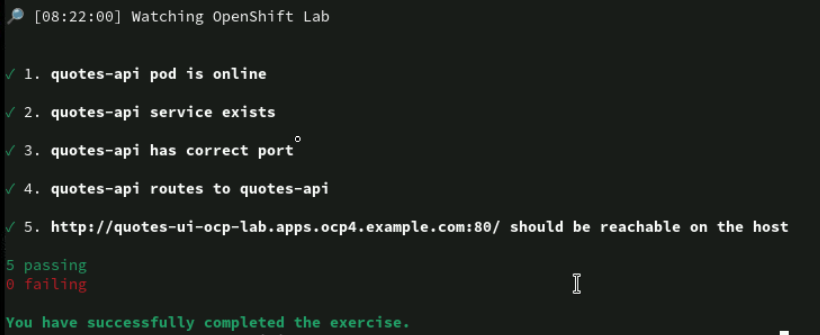 🔎 [08:22:00] Watching OpenShift Lab
✓ 1. quotes-api pod is online
✓ 2. quotes-api service exists
✓ 3. quotes-api has correct port
✓ 4. quotes-api routes to quotes-api
✓ 5. http://quotes-ui-ocp-lab.apps.ocp4.example.com:80/ should be reachable on the host
5 passing
0 failing
You have successfully completed the exercise.